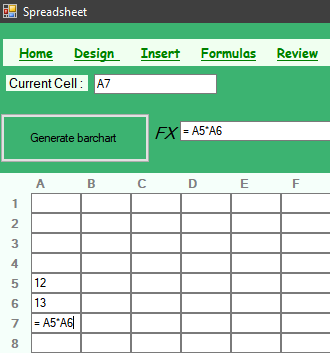 Spreadsheet
Home Design Insert Formulas Review
Current Cell : A7
Generate barchart FX = A5*A6
A B C D E F
1
2
3
4
5 12
6 13
7 = A5*A6
8